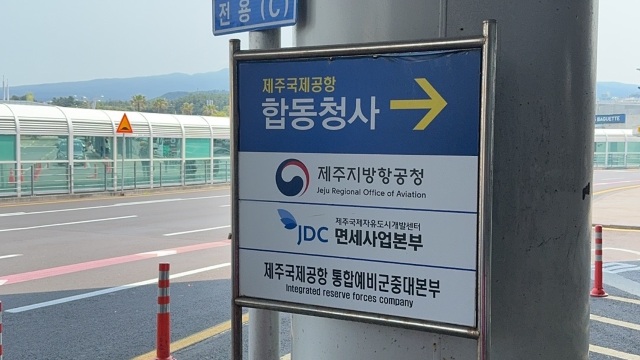 전용 (C)
제주국제공항
합동청사
제주지방항공청
Jeju Regional Office of Aviation
제주국제자유도시개발센터
JDC 면세사업본부
제주국제공항 통합예비군중대본부
Integrated reserve forces company
BAGUETTE